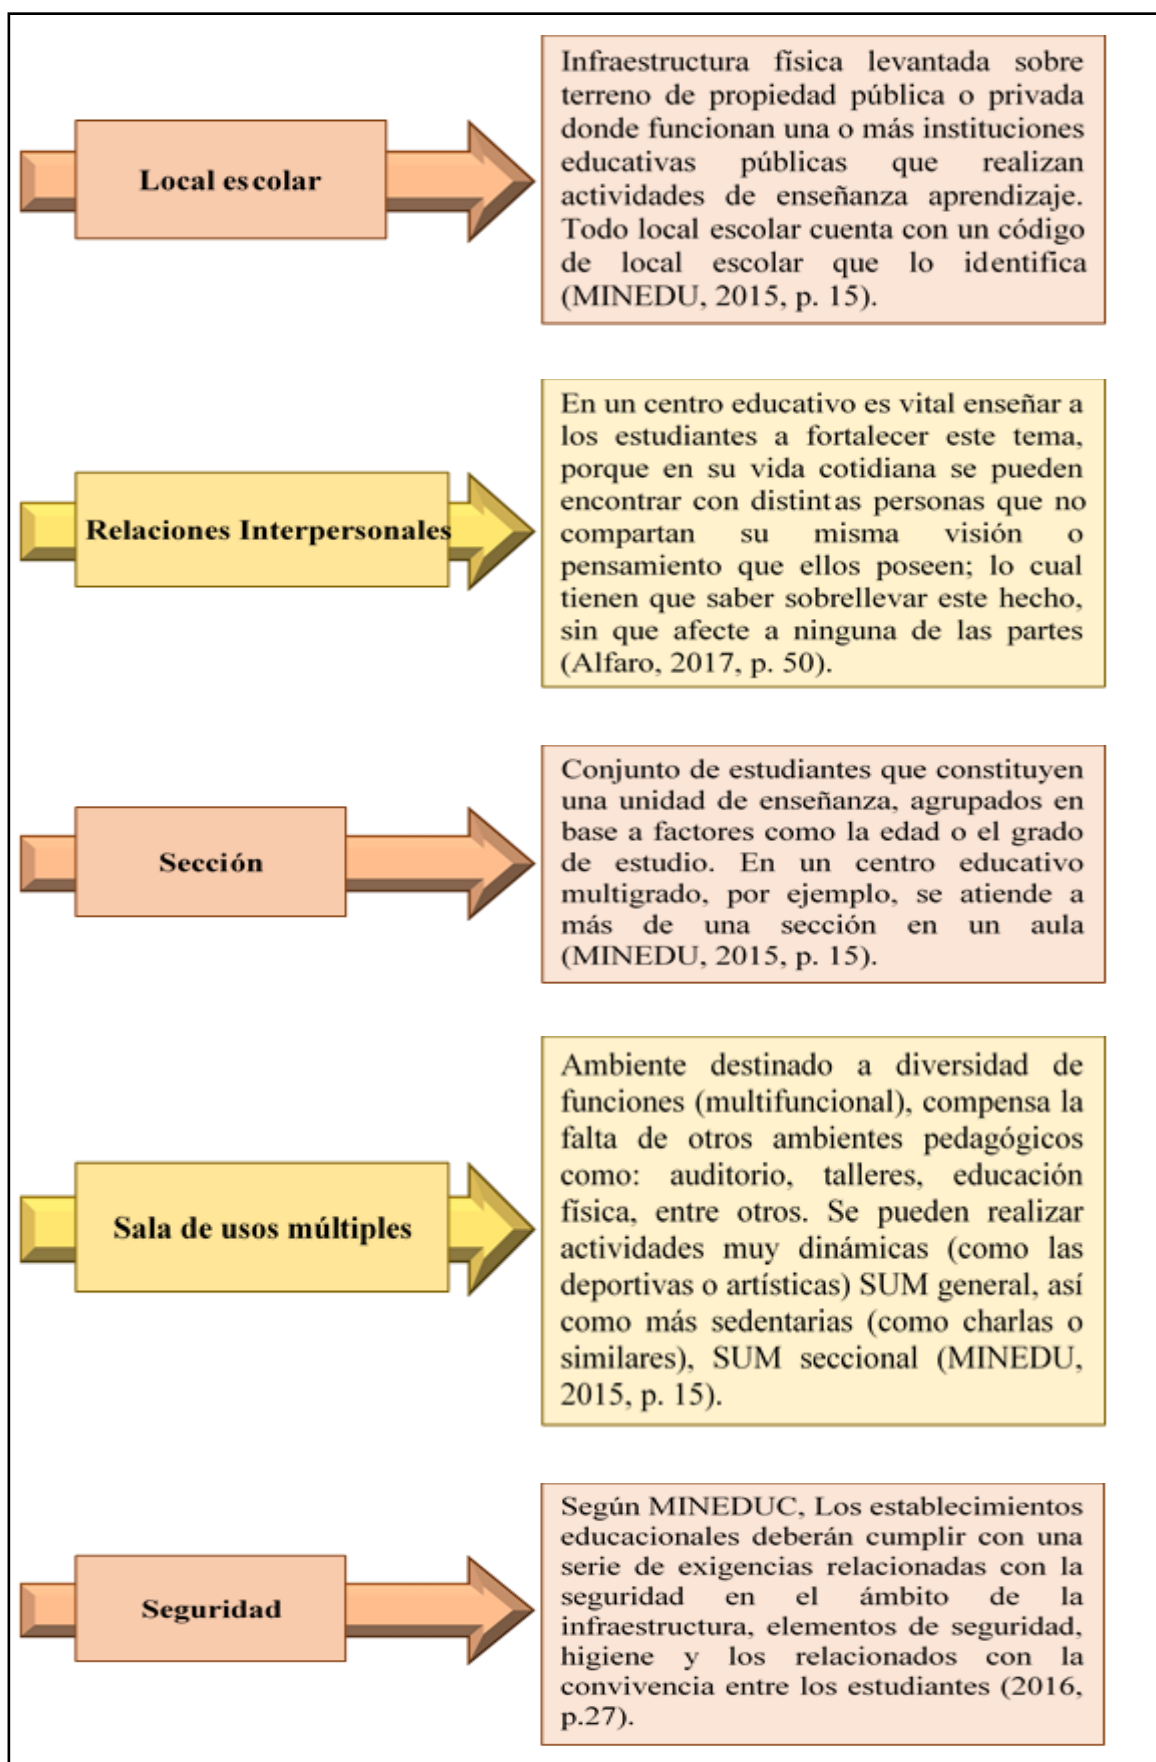 Local escolar
Infraestructura física levantada sobre
terreno de propiedad pública o privada
donde funcionan una o más instituciones
educativas públicas que realizan
actividades de enseñanza aprendizaje.
Todo local escolar cuenta con un código
de local escolar que lo identifica
(MINEDU, 2015, p. 15).
Relaciones Interpersonales
En un centro educativo es vital enseñar a
los estudiantes a fortalecer este tema,
porque en su vida cotidiana se pueden
encontrar con distintas personas que no
compartan su misma visión o
pensamiento que ellos poseen; lo cual
tienen que saber sobrellevar este hecho,
sin que afecte a ninguna de las partes
(Alfaro, 2017, p. 50).
Sección
Conjunto de estudiantes que constituyen
una unidad de enseñanza, agrupados en
base a factores como la edad o el grado
de estudio. En un centro educativo
multigrado, por ejemplo, se atiende a
más de una sección en un aula
(MINEDU, 2015, p. 15).
Sala de usos múltiples
Ambiente destinado a diversidad de
funciones (multifuncional), compensa la
falta de otros ambientes pedagógicos
como: auditorio, talleres, educación
física, entre otros. Se pueden realizar
actividades muy dinámicas (como las
deportivas o artísticas) SUM general, así
como más sedentarias (como charlas o
similares), SUM seccional (MINEDU,
2015, p. 15).
Seguridad
Según MINEDUC, Los establecimientos
educacionales deberán cumplir con una
serie de exigencias relacionadas con la
seguridad en el ámbito de la
infraestructura, elementos de seguridad,
higiene y los relacionados con la
convivencia entre los estudiantes (2016,
p.27).